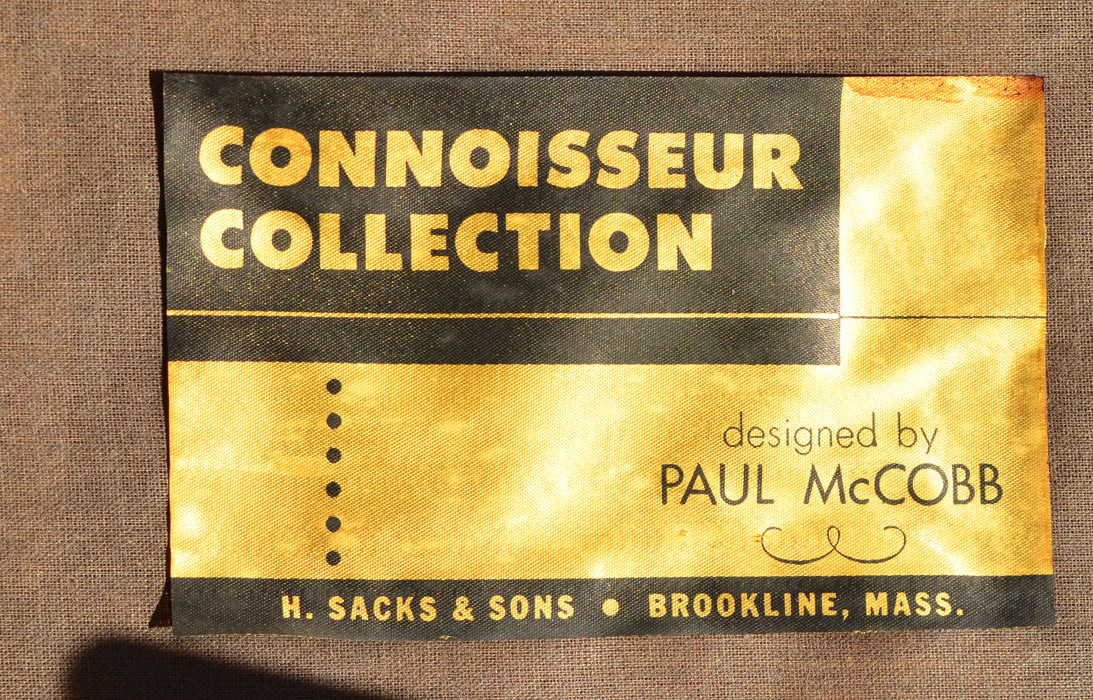 CONNOISSEUR
COLLECTION
designed by
PAUL McCOBB
H. SACKS & SONS ● BROOKLINE, MASS.